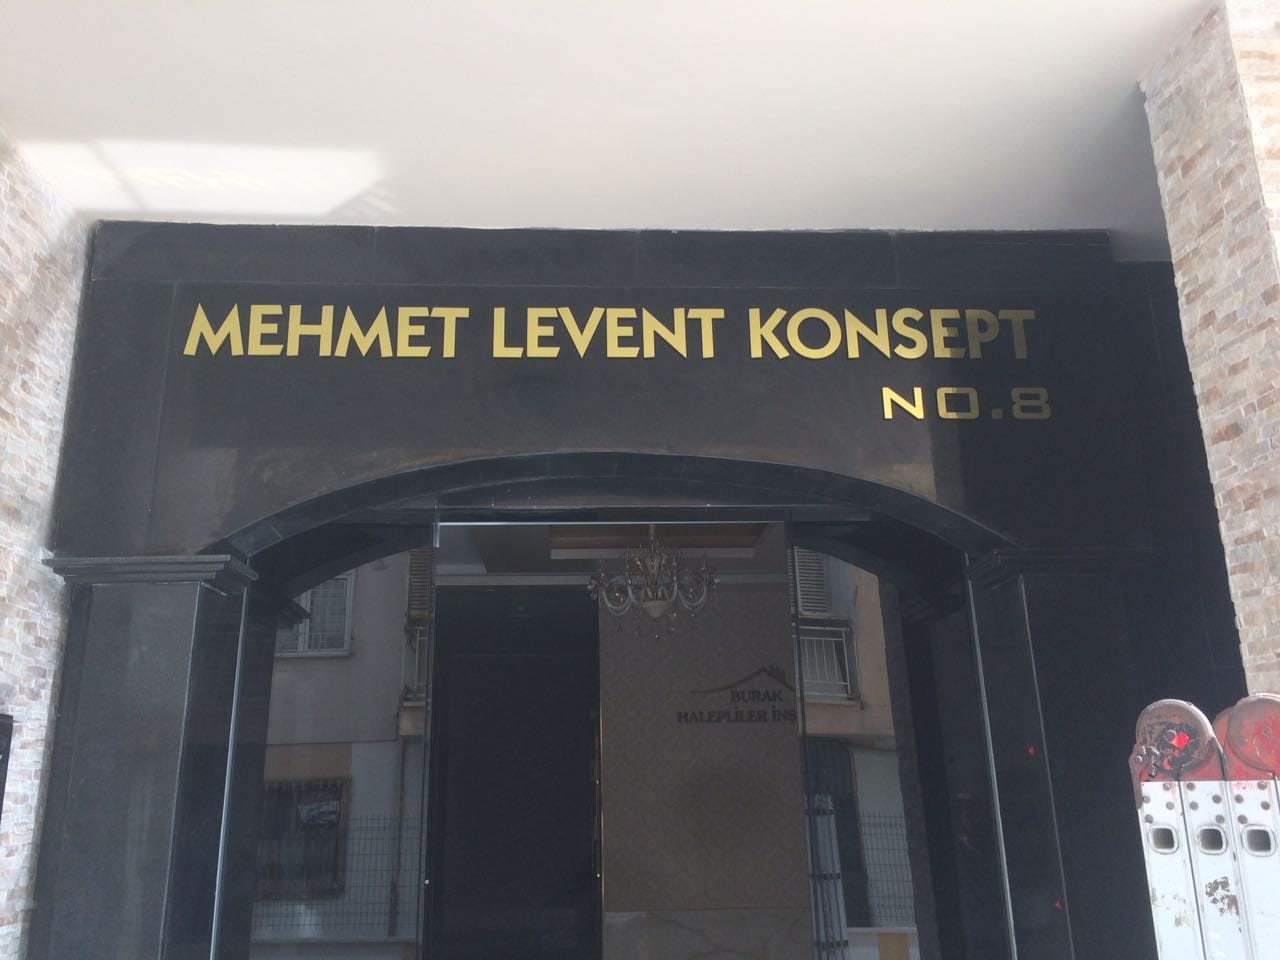 MEHMET LEVENT KONSEPT
NO.8
BURAK
HALEPLİLER İNŞ